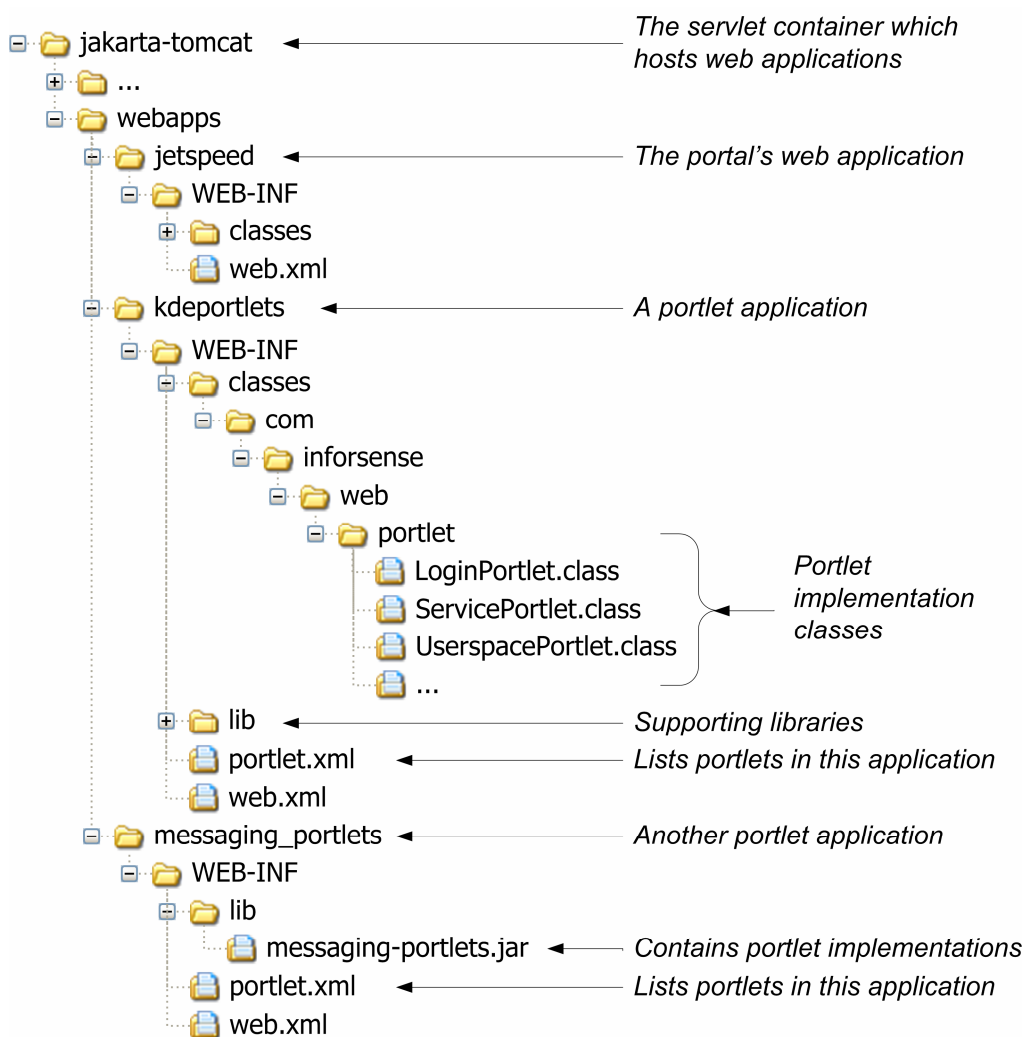 jakarta-tomcat
The servlet container which
hosts web applications
...
webapps
jetspeed
The portal's web application
WEB-INF
classes
web.xml
kdeportlets
A portlet application
WEB-INF
classes
com
inforsense
web
portlet
LoginPortlet.class
ServicePortlet.class
UserspacePortlet.class
...
Portlet
implementation
classes
lib
Supporting libraries
portlet.xml
Lists portlets in this application
web.xml
messaging_portlets
Another portlet application
WEB-INF
lib
messaging-portlets.jar
Contains portlet implementations
portlet.xml
Lists portlets in this application
web.xml